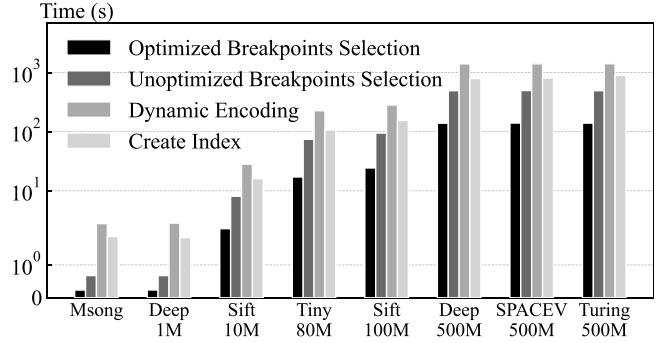 Time (s)
Optimized Breakpoints Selection
Unoptimized Breakpoints Selection
Dynamic Encoding
Create Index
10³
10²
10¹
10⁰
0
Msong Deep Sift Tiny Sift Deep SPACEV Turing
1M 10M 80M 100M 500M 500M 500M